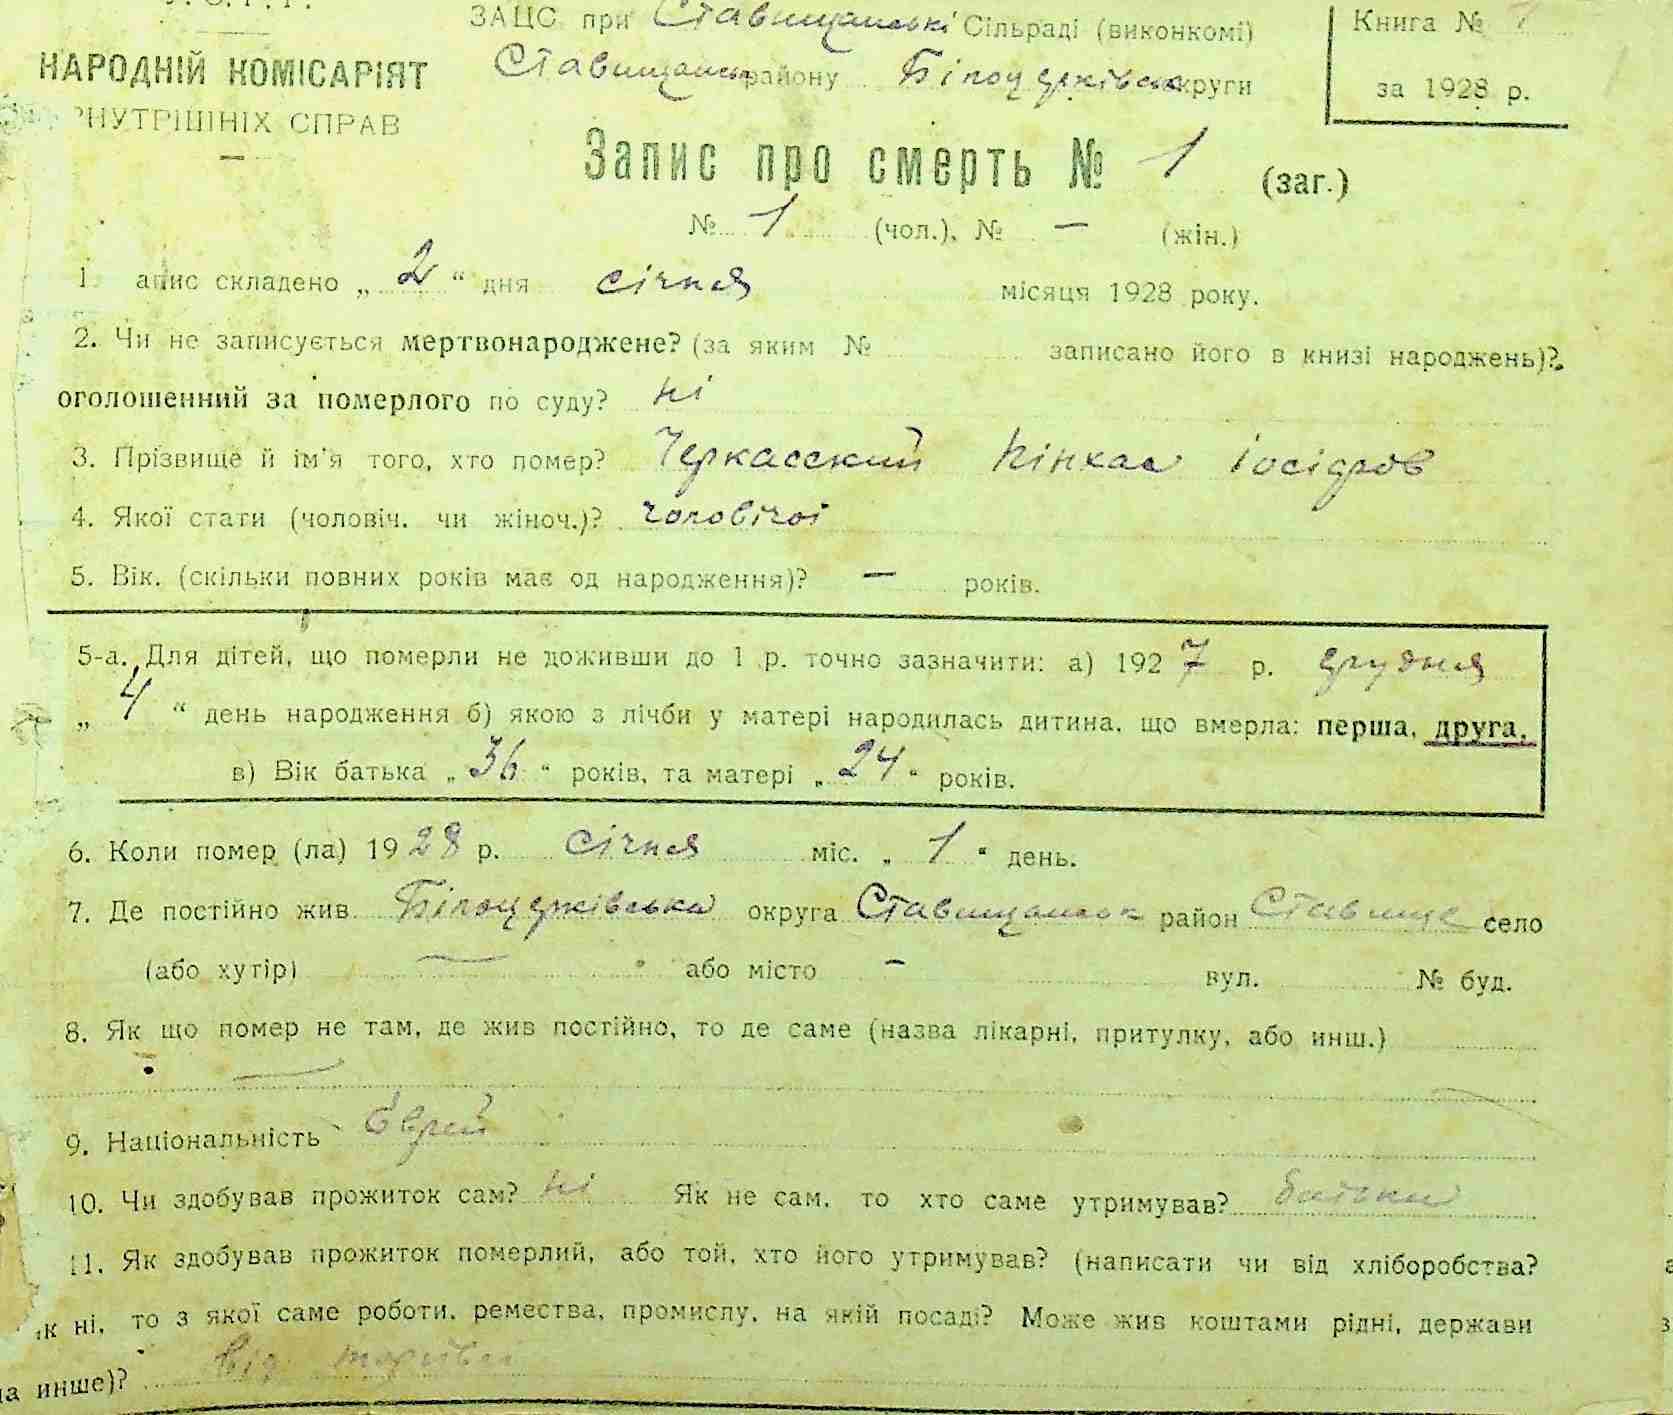 У. С. Р. Р.
ЗАЦС при Ставищанські Сільраді (виконкомі)
Книга № 1
НАРОДНІЙ КОМІСАРІЯТ
Ставищанськ району Білоцерківськ округи
за 1928 р.
ВНУТРІШНІХ СПРАВ
Запис про смерть № 1 (заг.)
№ 1 (чол.), № — (жін.)
1. апис складено „ 2 “ дня січня місяця 1928 року.
2. Чи не записується мертвонароджене? (за яким № записано його в книзі народжень)?
оголошенний за померлого по суду? ні
3. Прізвище й ім'я того, хто помер? Черкасский Пінхас Іосіфов
4. Якої стати (чоловіч. чи жіноч.)? чоловічої
5. Вік. (скільки повних років має од народження)? — років.
5-а. Для дітей, що померли не доживши до 1 р. точно зазначити: а) 1927 р. грудня
„ 4 “ день народження б) якою з лічби у матері народилась дитина, що вмерла: перша, друга,
в) Вік батька „ 36 “ років, та матері „ 24 “ років.
6. Коли помер (ла) 1928 р. січня міс. „ 1 “ день.
7. Де постійно жив Білоцерківська округа Ставищанськ район Ставище село
(або хутір) — або місто — вул. № буд.
8. Як що помер не там, де жив постійно, то де саме (назва лікарні, притулку, або инш.)
—
9. Національність Єврей
10. Чи здобував прожиток сам? ні Як не сам, то хто саме утримував? батьки
11. Як здобував прожиток померлий, або той, хто його утримував? (написати чи від хліборобства?
як ні, то з якої саме роботи, ремества, промислу, на якій посаді? Може жив коштами рідні, держави
на инше)? від торгівлі